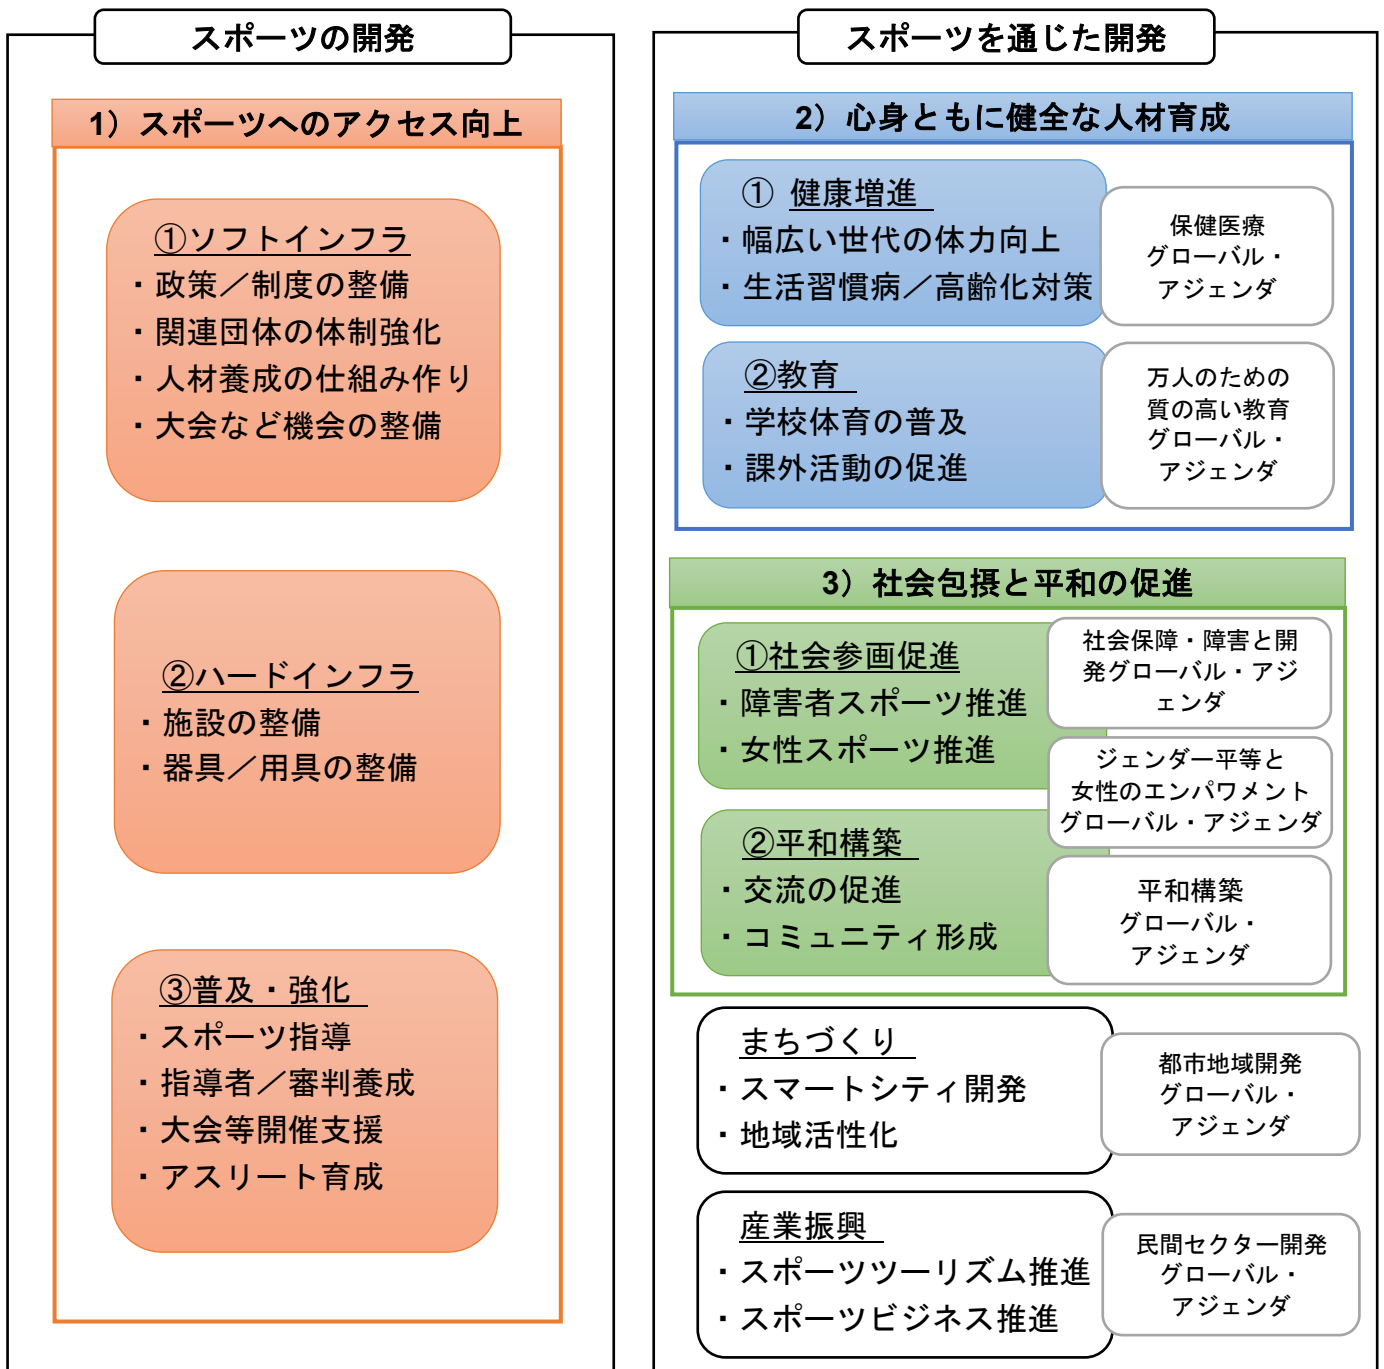 スポーツの開発
1）スポーツへのアクセス向上
①ソフトインフラ
・政策／制度の整備
・関連団体の体制強化
・人材養成の仕組み作り
・大会など機会の整備
②ハードインフラ
・施設の整備
・器具／用具の整備
③普及・強化
・スポーツ指導
・指導者／審判養成
・大会等開催支援
・アスリート育成
スポーツを通じた開発
2）心身ともに健全な人材育成
① 健康増進
・幅広い世代の体力向上
・生活習慣病／高齢化対策
保健医療
グローバル・
アジェンダ
②教育
・学校体育の普及
・課外活動の促進
万人のための
質の高い教育
グローバル・
アジェンダ
3）社会包摂と平和の促進
①社会参画促進
・障害者スポーツ推進
・女性スポーツ推進
社会保障・障害と開
発グローバル・アジ
ェンダ
ジェンダー平等と
女性のエンパワメント
グローバル・アジェンダ
②平和構築
・交流の促進
・コミュニティ形成
平和構築
グローバル・
アジェンダ
まちづくり
・スマートシティ開発
・地域活性化
都市地域開発
グローバル・
アジェンダ
産業振興
・スポーツツーリズム推進
・スポーツビジネス推進
民間セクター開発
グローバル・
アジェンダ